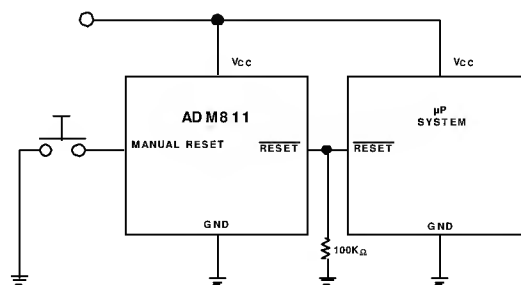 VCC VCC
ADM811 µP
SYSTEM
MANUAL RESET RESET RESET
GND GND
100KΩ